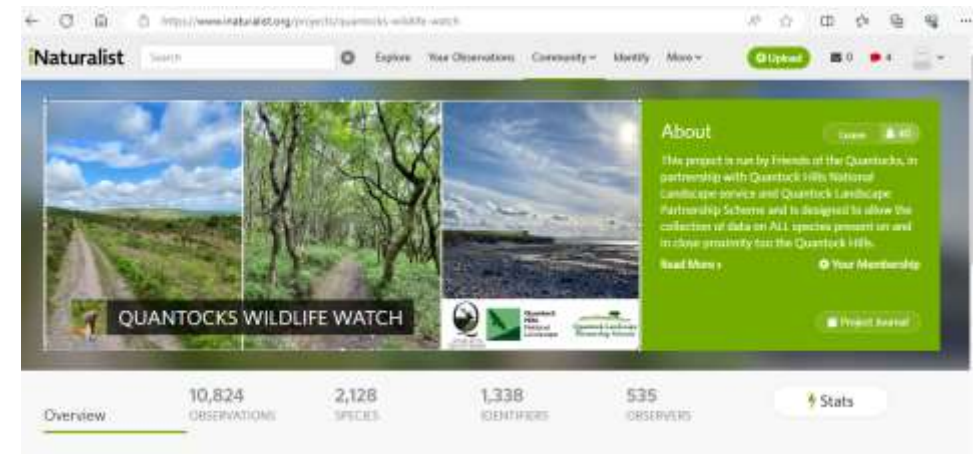 https://www.inaturalist.org/projects/quantocks-wildlife-watch
iNaturalist Search Explore Your Observations Community Identify More Upload 0 4
About
Leave 40
This project is run by Friends of the Quantocks, in
partnership with Quantock Hills National
Landscape service and Quantock Landscape
Partnership Scheme and is designed to allow the
collection of data on ALL species present on and
in close proximity too the Quantock Hills.
Read More › Your Membership
QUANTOCKS WILDLIFE WATCH
Quantock
Hills
National
Landscape
Quantock Landscape
Partnership Scheme
Project Journal
Overview
10,824
OBSERVATIONS
2,128
SPECIES
1,338
IDENTIFIERS
535
OBSERVERS
Stats